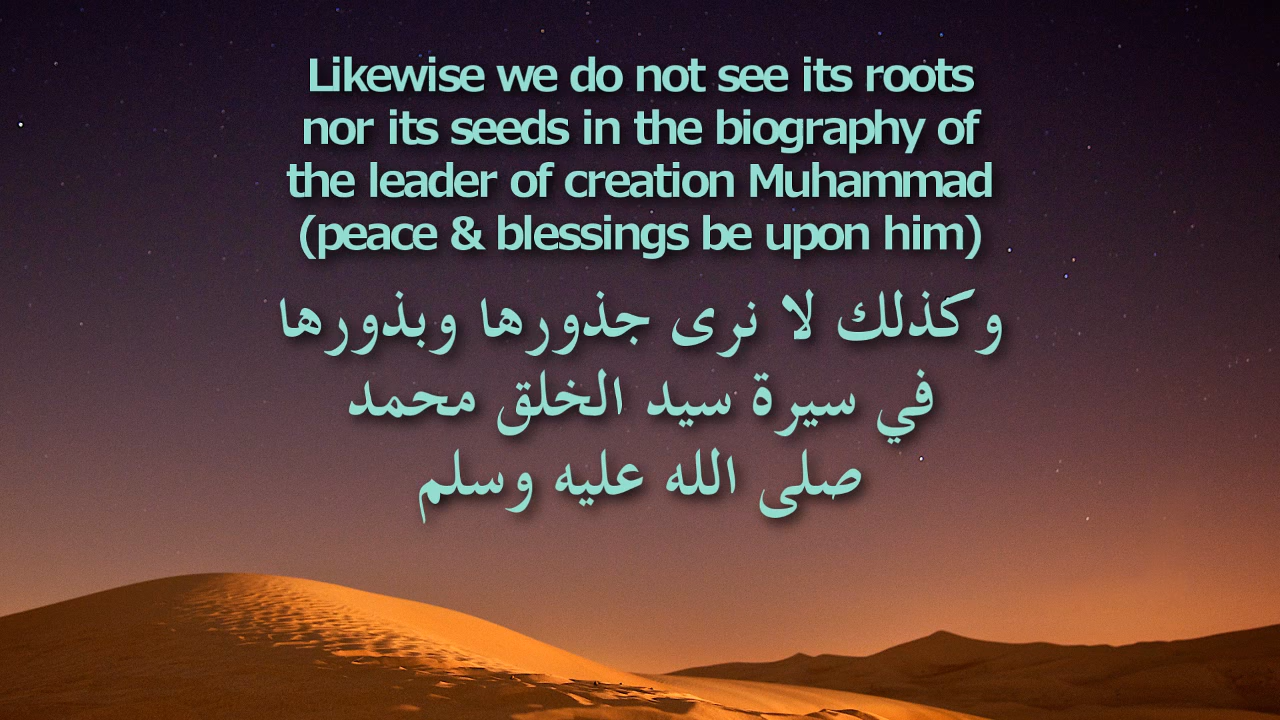 Likewise we do not see its roots
nor its seeds in the biography of
the leader of creation Muhammad
(peace & blessings be upon him)
وكذلك لا نرى جذورها وبذورها
في سيرة سيد الخلق محمد
صلى الله عليه وسلم